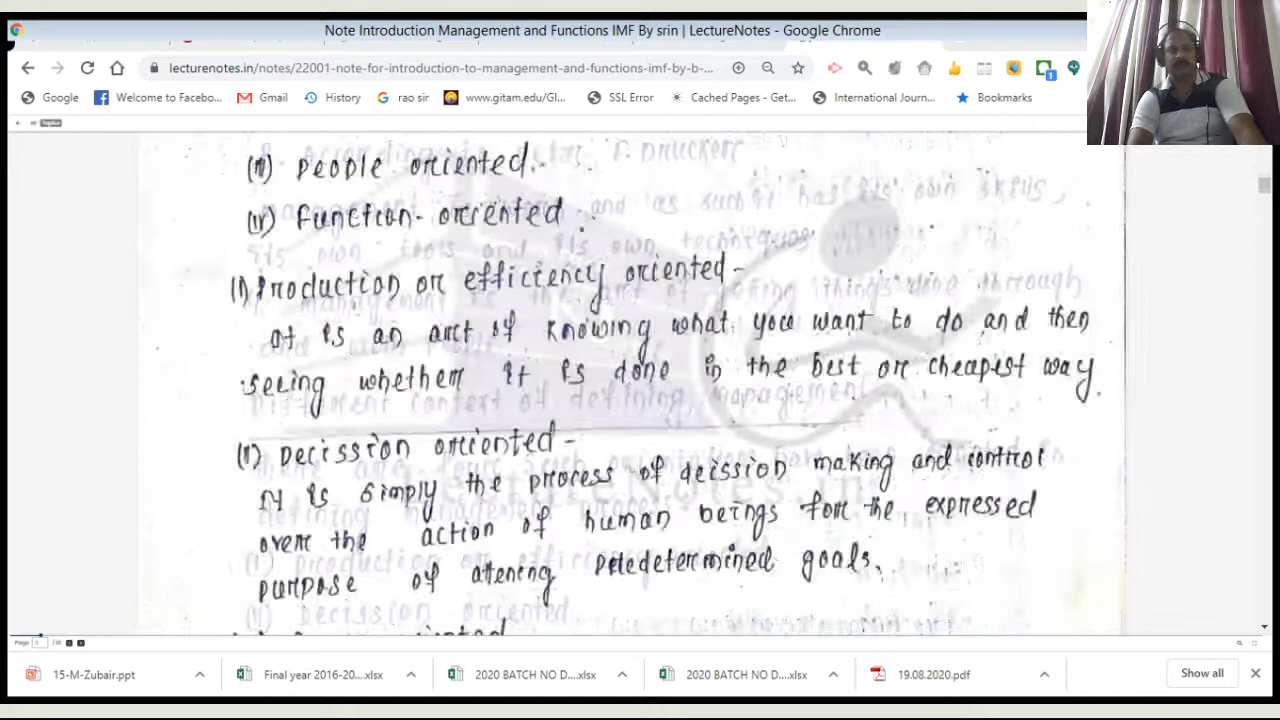 Note Introduction Management and Functions IMF By srin | LectureNotes - Google Chrome
lecturenotes.in/notes/22001-note-for-introduction-to-management-and-functions-imf-by-b-...
Google Welcome to Facebo... Gmail History rao sir www.gitam.edu/Gl... SSL Error Cached Pages - Get... International Journ... Bookmarks
(iii) people oriented.
(iv) function-oriented.
(i) Production or efficiency oriented -
It is an art of knowing what you want to do and then
seeing whether it is done in the best or cheapest way.
(ii) Decission oriented -
It is simply the process of decission making and control
over the action of human beings for the expressed
purpose of attening predetermined goals.
oriented
Page
15-M-Zubair.ppt Final year 2016-20....xlsx 2020 BATCH NO D....xlsx 2020 BATCH NO D....xlsx 19.08.2020.pdf Show all